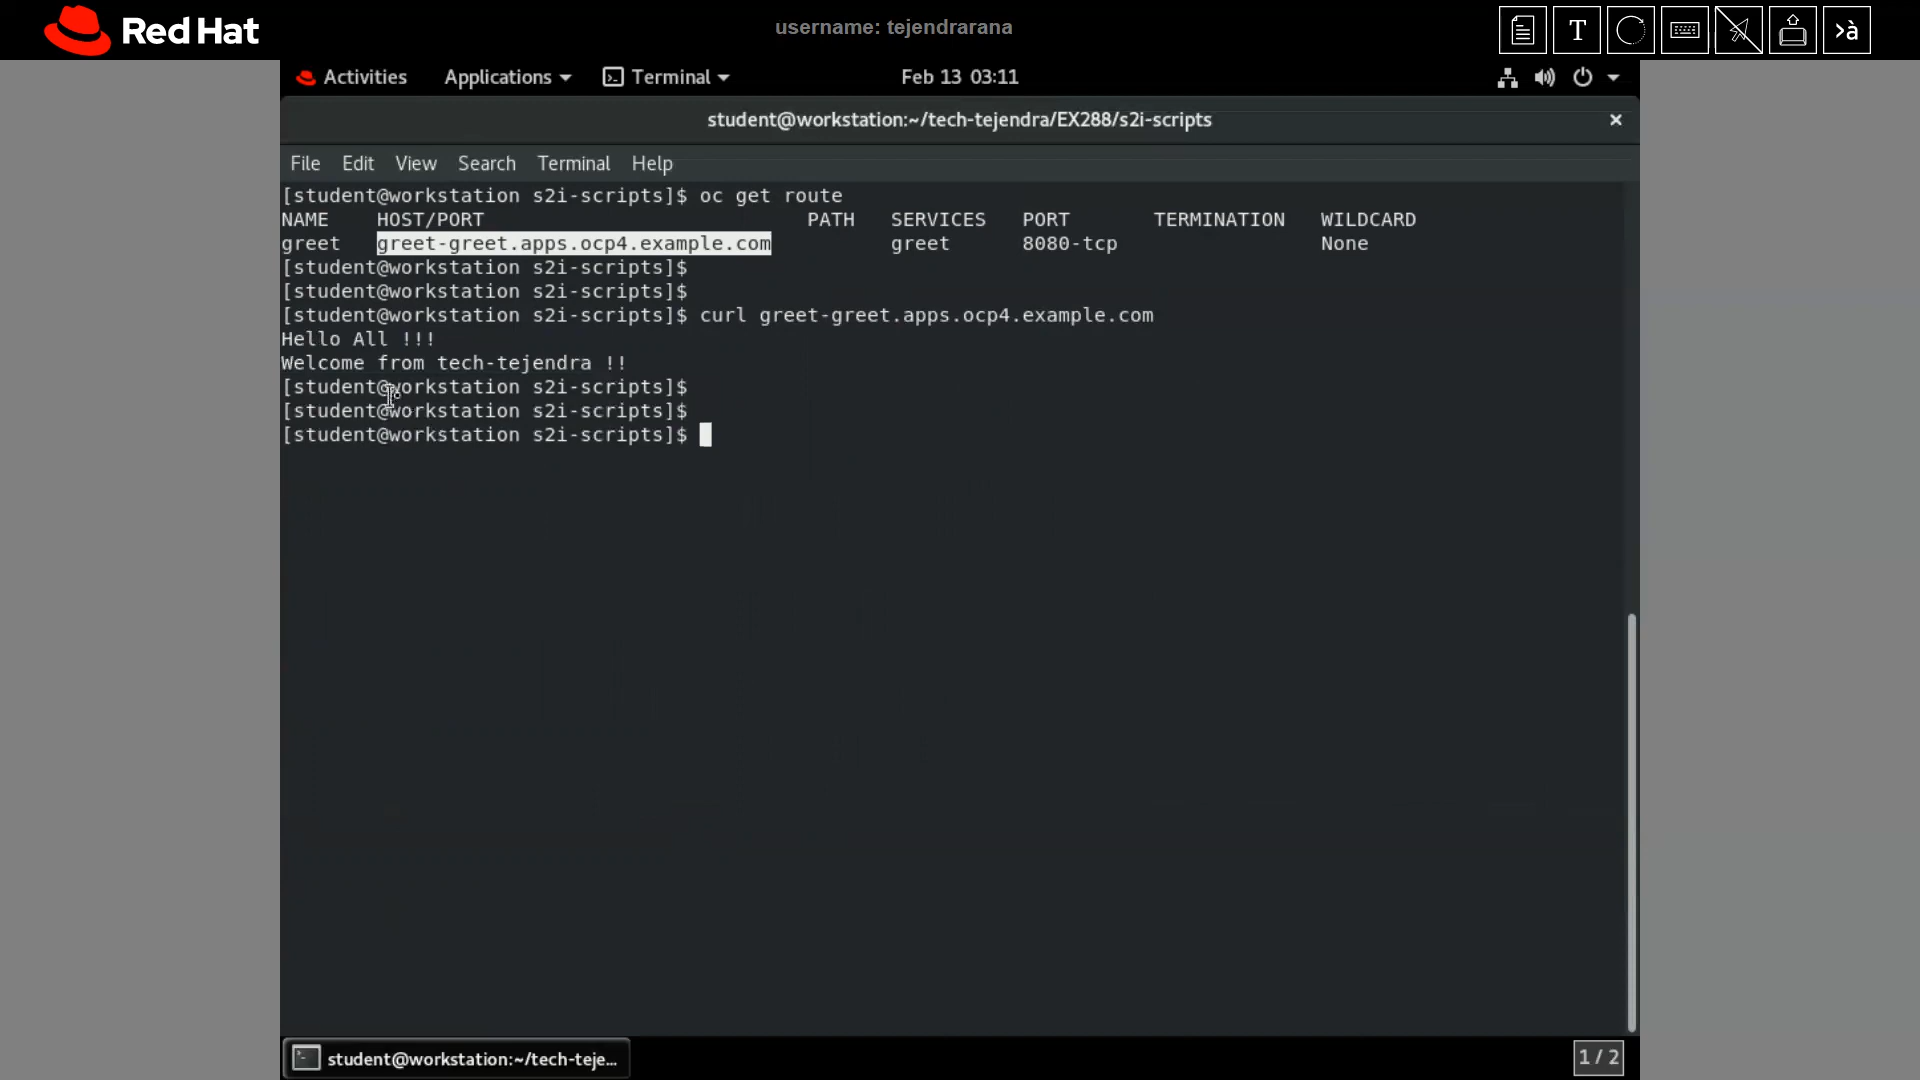 Red Hat
username: tejendrarana
T
>à
Activities Applications Terminal Feb 13 03:11
student@workstation:~/tech-tejendra/EX288/s2i-scripts ×
File Edit View Search Terminal Help
[student@workstation s2i-scripts]$ oc get route
NAME HOST/PORT PATH SERVICES PORT TERMINATION WILDCARD
greet greet-greet.apps.ocp4.example.com greet 8080-tcp None
[student@workstation s2i-scripts]$
[student@workstation s2i-scripts]$
[student@workstation s2i-scripts]$ curl greet-greet.apps.ocp4.example.com
Hello All !!!
Welcome from tech-tejendra !!
[student@workstation s2i-scripts]$
[student@workstation s2i-scripts]$
[student@workstation s2i-scripts]$
student@workstation:~/tech-teje... 1 / 2